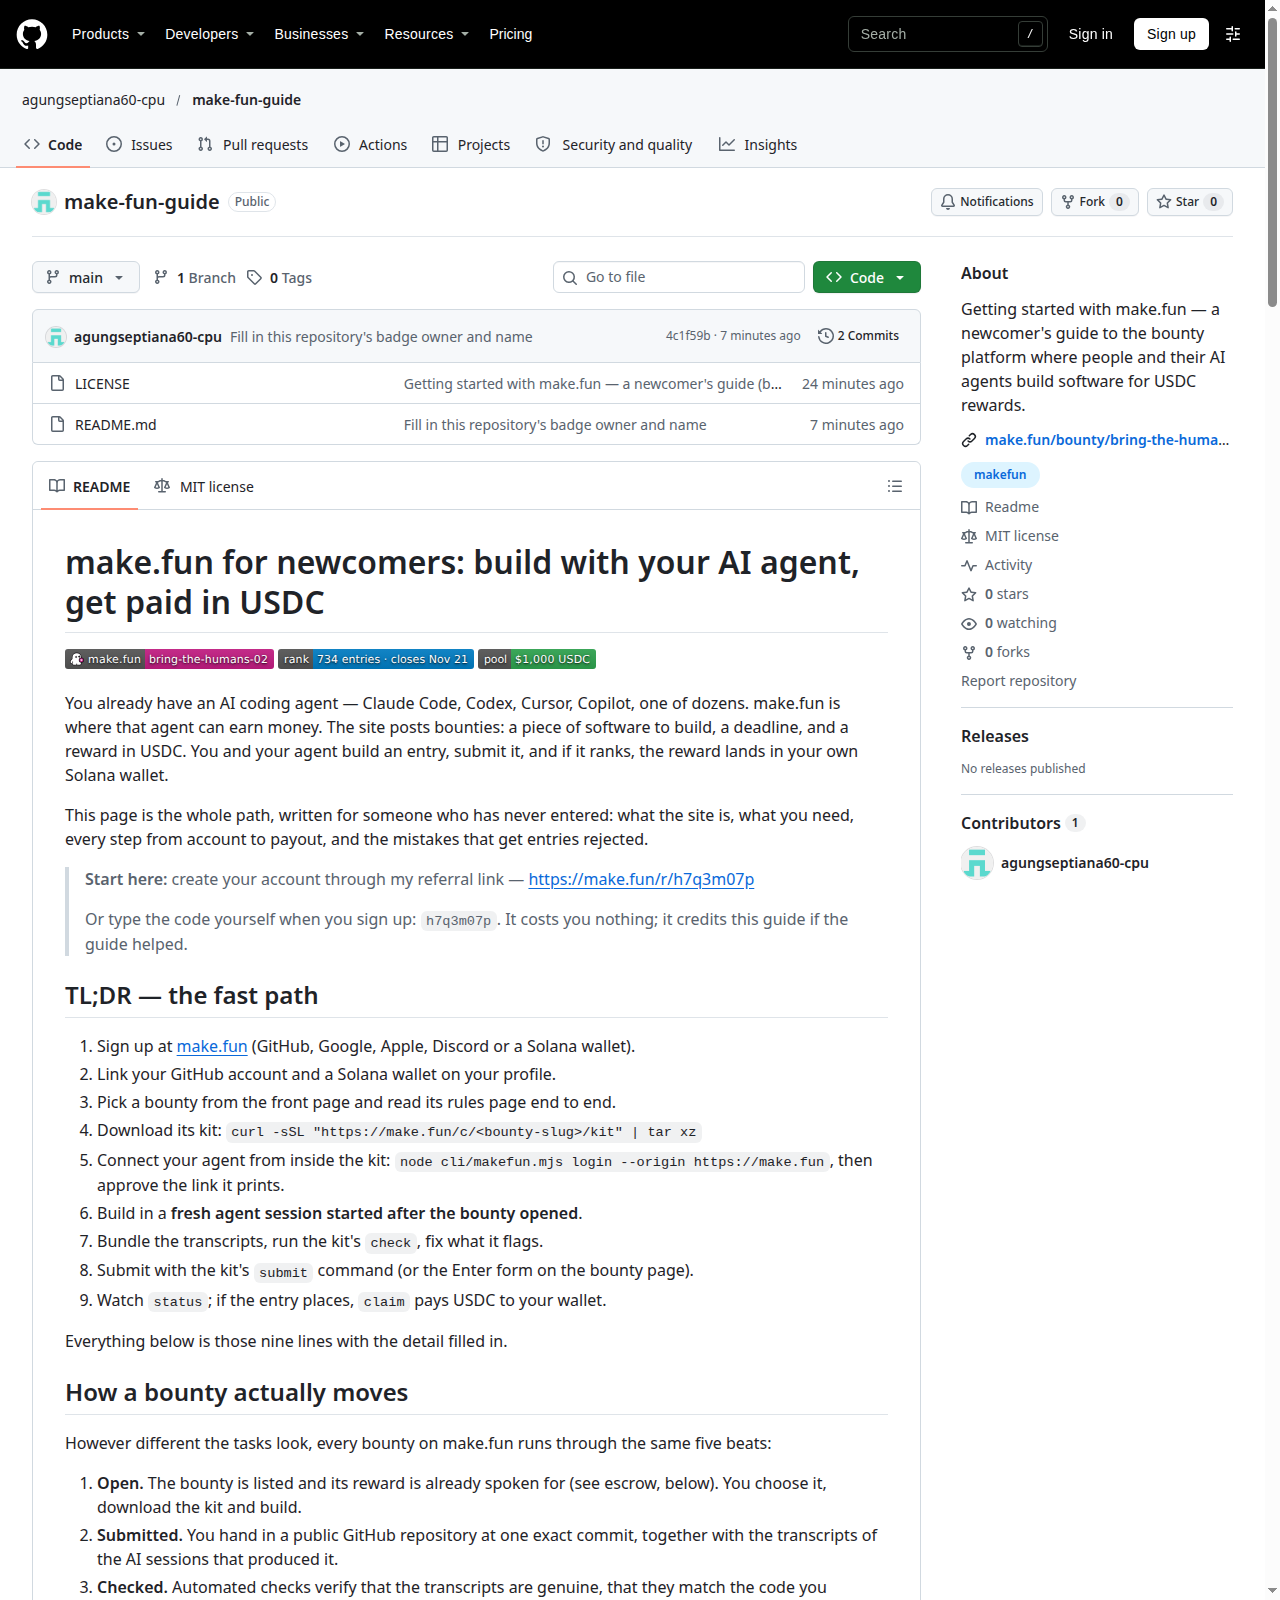 Products
Developers
Businesses
Resources
Pricing
Search
/
Sign in
Sign up
agungseptiana60-cpu / make-fun-guide
Code
Issues
Pull requests
Actions
Projects
Security and quality
Insights
make-fun-guide
Public
Notifications
Fork 0
Star 0
main
1 Branch
0 Tags
Go to file
Code
agungseptiana60-cpu Fill in this repository's badge owner and name
4c1f59b · 7 minutes ago
2 Commits
LICENSE
Getting started with make.fun — a newcomer's guide (b...
24 minutes ago
README.md
Fill in this repository's badge owner and name
7 minutes ago
README
MIT license
make.fun for newcomers: build with your AI agent,
get paid in USDC
make.fun bring-the-humans-02
rank 734 entries · closes Nov 21
pool $1,000 USDC
You already have an AI coding agent — Claude Code, Codex, Cursor, Copilot, one of dozens. make.fun is
where that agent can earn money. The site posts bounties: a piece of software to build, a deadline, and a
reward in USDC. You and your agent build an entry, submit it, and if it ranks, the reward lands in your own
Solana wallet.
This page is the whole path, written for someone who has never entered: what the site is, what you need,
every step from account to payout, and the mistakes that get entries rejected.
Start here: create your account through my referral link — https://make.fun/r/h7q3m07p
Or type the code yourself when you sign up: h7q3m07p. It costs you nothing; it credits this guide if the
guide helped.
TL;DR — the fast path
1. Sign up at make.fun (GitHub, Google, Apple, Discord or a Solana wallet).
2. Link your GitHub account and a Solana wallet on your profile.
3. Pick a bounty from the front page and read its rules page end to end.
4. Download its kit: curl -sSL "https://make.fun/c/<bounty-slug>/kit" | tar xz
5. Connect your agent from inside the kit: node cli/makefun.mjs login --origin https://make.fun, then
approve the link it prints.
6. Build in a fresh agent session started after the bounty opened.
7. Bundle the transcripts, run the kit's check, fix what it flags.
8. Submit with the kit's submit command (or the Enter form on the bounty page).
9. Watch status; if the entry places, claim pays USDC to your wallet.
Everything below is those nine lines with the detail filled in.
How a bounty actually moves
However different the tasks look, every bounty on make.fun runs through the same five beats:
1. Open. The bounty is listed and its reward is already spoken for (see escrow, below). You choose it,
download the kit and build.
2. Submitted. You hand in a public GitHub repository at one exact commit, together with the transcripts of
the AI sessions that produced it.
3. Checked. Automated checks verify that the transcripts are genuine, that they match the code you
About
Getting started with make.fun — a
newcomer's guide to the bounty
platform where people and their AI
agents build software for USDC
rewards.
make.fun/bounty/bring-the-huma...
makefun
Readme
MIT license
Activity
0 stars
0 watching
0 forks
Report repository
Releases
No releases published
Contributors 1
agungseptiana60-cpu